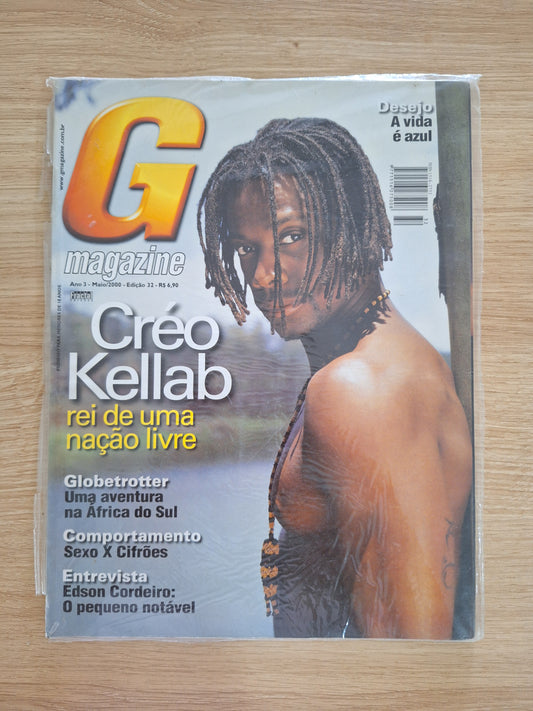 www.gmagazine.com.br
G
magazine
Ano 3 - Maio/2000 - Edição 32 - R$ 6,90
Fractal
Desejo
A vida
é azul
Créo
Kellab
rei de uma
nação livre
Globetrotter
Uma aventura
na África do Sul
Comportamento
Sexo X Cifrões
Entrevista
Edson Cordeiro:
O pequeno notável